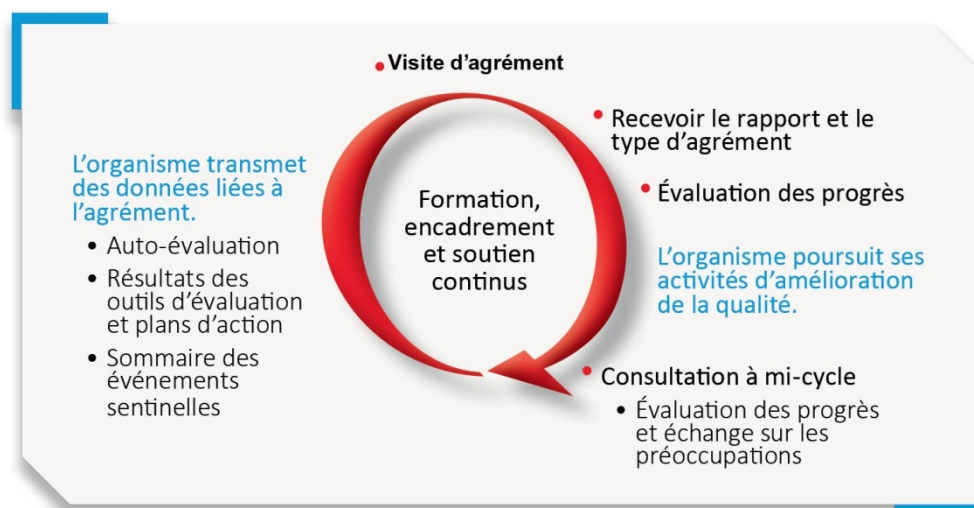 • Visite d'agrément
• Recevoir le rapport et le
type d'agrément
• Évaluation des progrès
L'organisme poursuit ses
activités d'amélioration
de la qualité.
• Consultation à mi-cycle
• Évaluation des progrès
et échange sur les
préoccupations
L'organisme transmet
des données liées à
l'agrément.
• Auto-évaluation
• Résultats des
outils d'évaluation
et plans d'action
• Sommaire des
événements
sentinelles
Formation,
encadrement
et soutien
continus